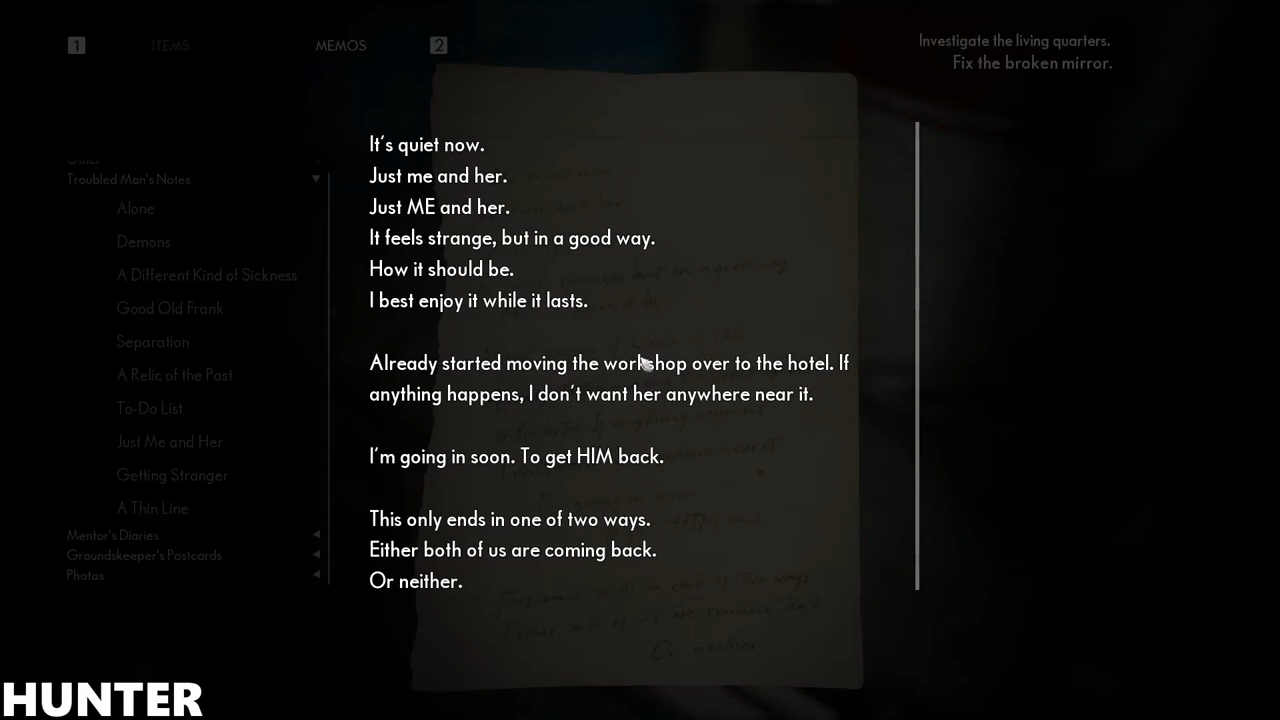 1
ITEMS
MEMOS
2
Investigate the living quarters.
Fix the broken mirror.
Other
Troubled Man's Notes
Alone
Demons
A Different Kind of Sickness
Good Old Frank
Separation
A Relic of the Past
To-Do List
Just Me and Her
Getting Stronger
A Thin Line
Mentor's Diaries
Groundskeeper's Postcards
Photos
It's quiet now.
Just me and her.
Just ME and her.
It feels strange, but in a good way.
How it should be.
I best enjoy it while it lasts.
Already started moving the workshop over to the hotel. If
anything happens, I don't want her anywhere near it.
I'm going in soon. To get HIM back.
This only ends in one of two ways.
Either both of us are coming back.
Or neither.
HUNTER